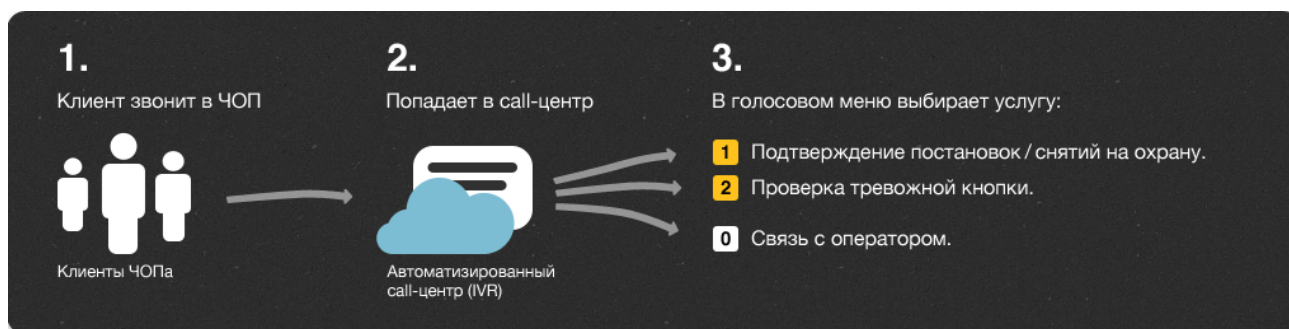 1.
Клиент звонит в ЧОП
Клиенты ЧОПа
2.
Попадает в call-центр
Автоматизированный
call-центр (IVR)
3.
В голосовом меню выбирает услугу:
1 Подтверждение постановок / снятий на охрану.
2 Проверка тревожной кнопки.
0 Связь с оператором.